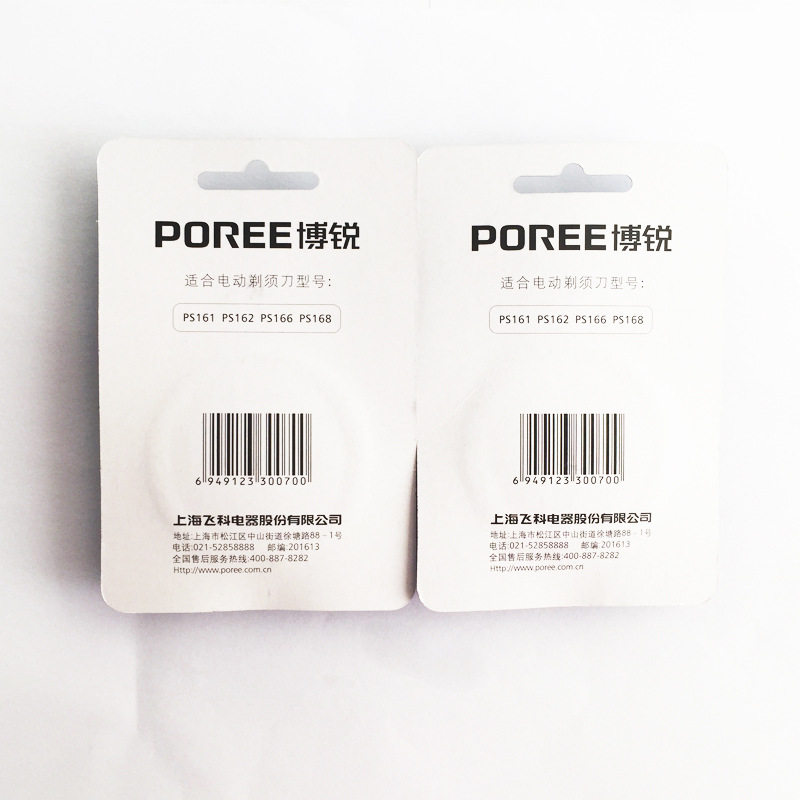 POREE博锐
适合电动剃须刀型号:
PS161 PS162 PS166 PS168
6 949123 300700
上海飞科电器股份有限公司
地址:上海市松江区中山街道徐塘路88-1号
电话:021-52858888 邮编:201613
全国售后服务热线:400-887-8282
Http://www.poree.com.cn
POREE博锐
适合电动剃须刀型号:
PS161 PS162 PS166 PS168
6 949123 300700
上海飞科电器股份有限公司
地址:上海市松江区中山街道徐塘路88-1号
电话:021-52858888 邮编:201613
全国售后服务热线:400-887-8282
Http://www.poree.com.cn